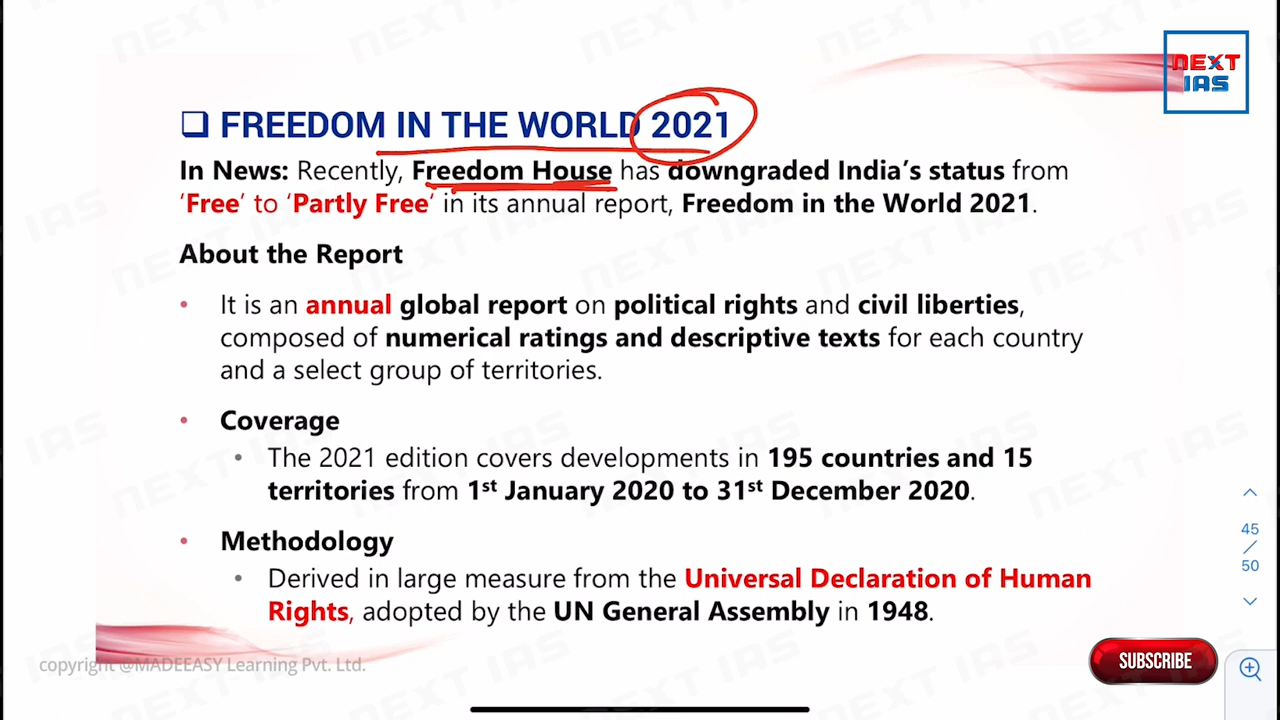 NEXT
IAS
❑ FREEDOM IN THE WORLD 2021
In News: Recently, Freedom House has downgraded India's status from
'Free' to 'Partly Free' in its annual report, Freedom in the World 2021.
About the Report
• It is an annual global report on political rights and civil liberties,
composed of numerical ratings and descriptive texts for each country
and a select group of territories.
• Coverage
• The 2021 edition covers developments in 195 countries and 15
territories from 1st January 2020 to 31st December 2020.
• Methodology
• Derived in large measure from the Universal Declaration of Human
Rights, adopted by the UN General Assembly in 1948.
45
/
50
copyright @MADEEASY Learning Pvt. Ltd.
SUBSCRIBE